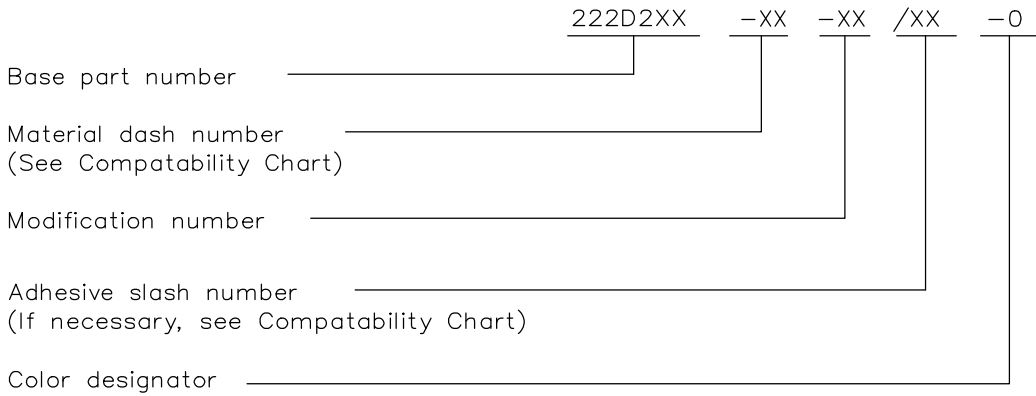 222D2XX -XX -XX /XX -0
Base part number
Material dash number
(See Compatability Chart)
Modification number
Adhesive slash number
(If necessary, see Compatability Chart)
Color designator